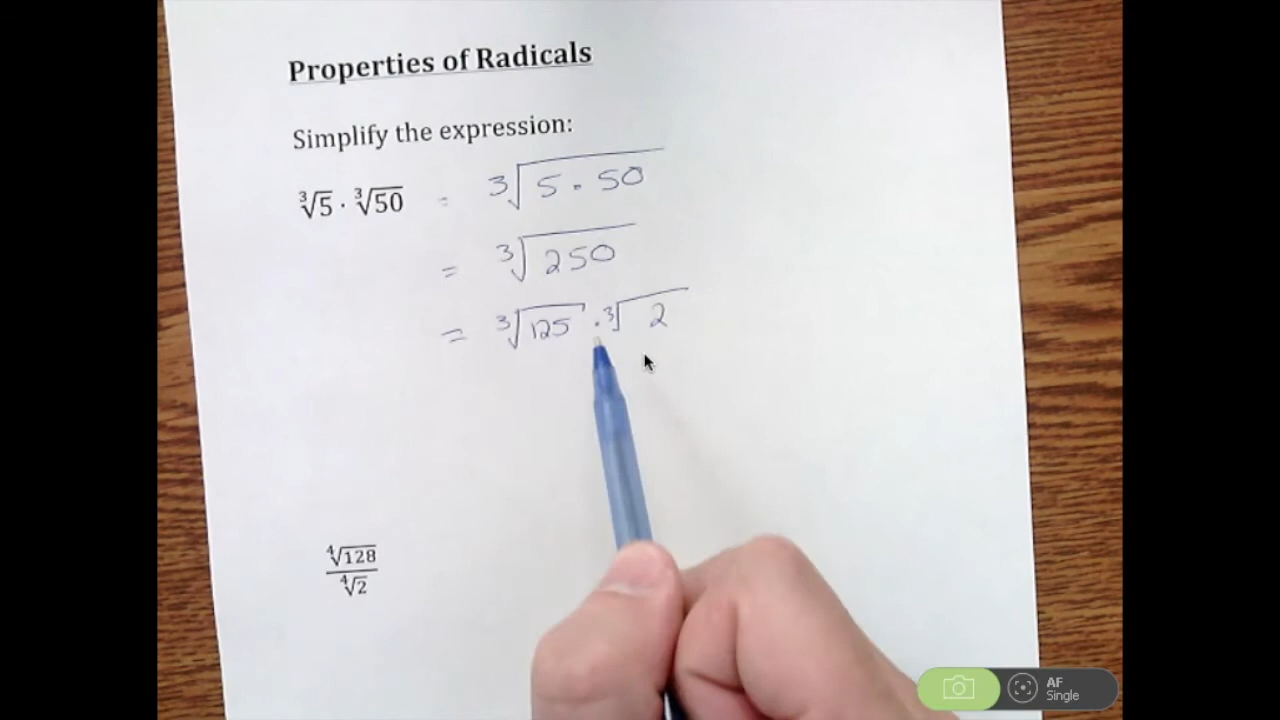 Properties of Radicals
Simplify the expression:
∛5 · ∛50 = ∛5 · 50
= ∛250
= ∛125 · ∛2
∜128
∜2
AF
Single